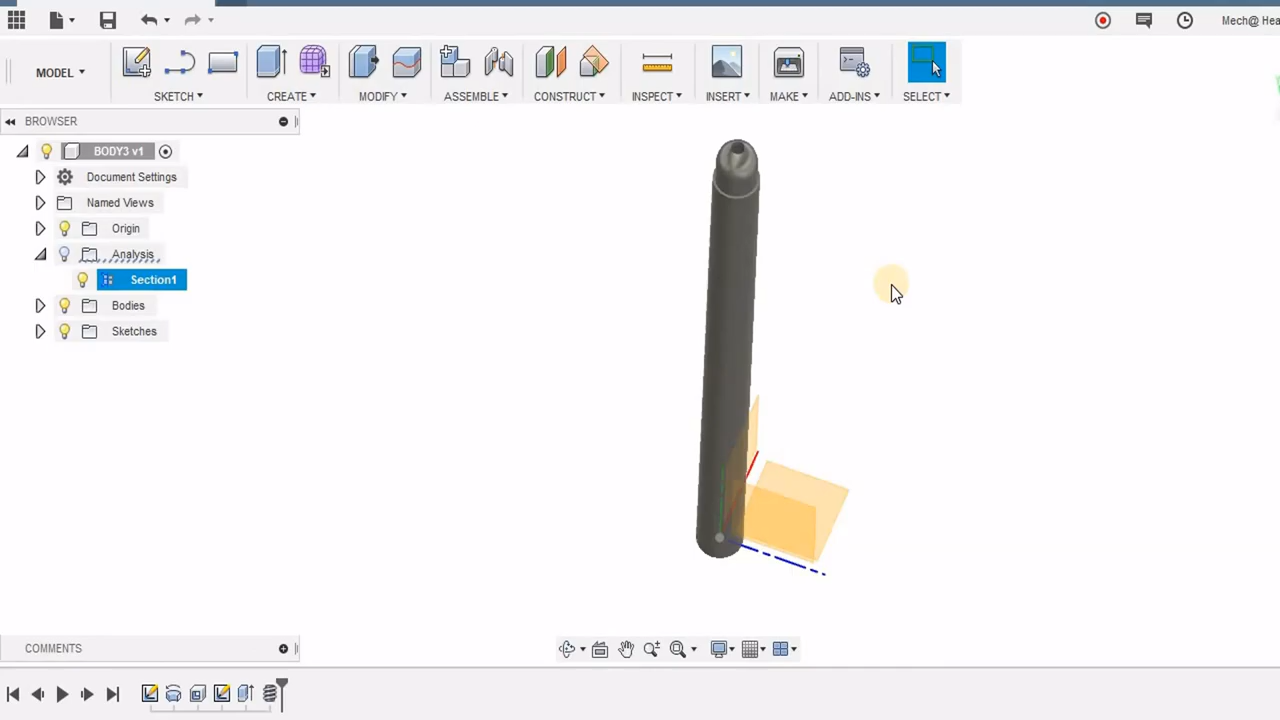 Mech@ Hea
MODEL
SKETCH
CREATE
MODIFY
ASSEMBLE
CONSTRUCT
INSPECT
INSERT
MAKE
ADD-INS
SELECT
BROWSER
BODY3 v1
Document Settings
Named Views
Origin
Analysis
Section1
Bodies
Sketches
COMMENTS